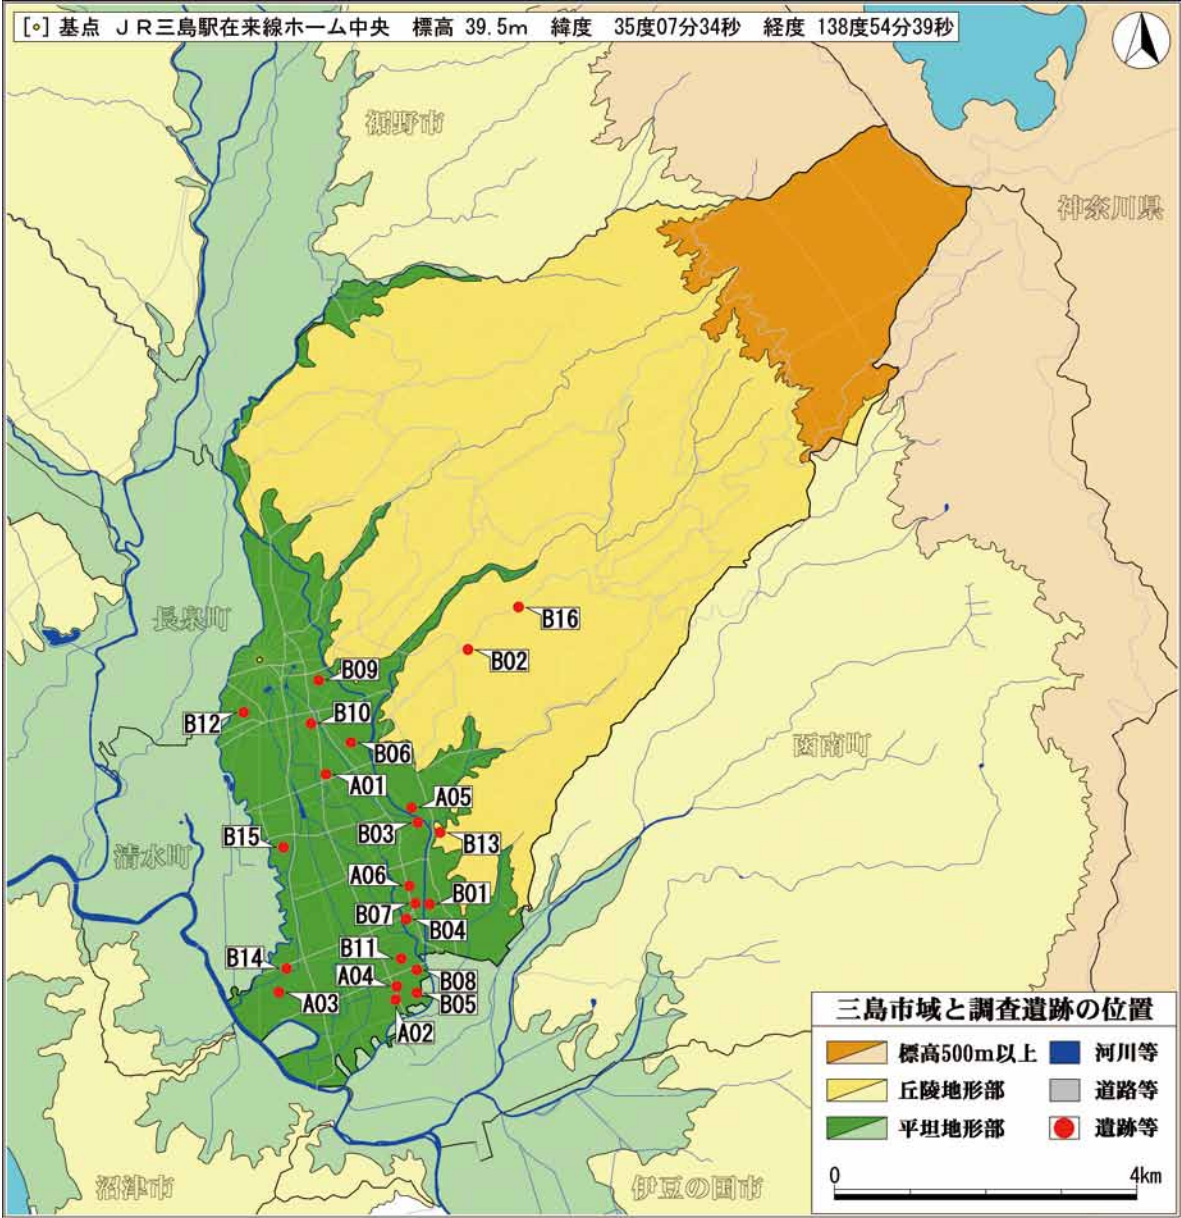 [◦] 基点 JR三島駅在来線ホーム中央 標高 39.5m 緯度 35度07分34秒 経度 138度54分39秒
裾野市
神奈川県
長泉町
B16
B02
B09
B12
B10
B06
函南町
A01
A05
B03
B13
B15
清水町
A06
B01
B07
B04
B11
B14
B08
A04
A03
B05
A02
三島市域と調査遺跡の位置
標高500m以上 河川等
丘陵地形部 道路等
平坦地形部 遺跡等
0 4km
沼津市
伊豆の国市